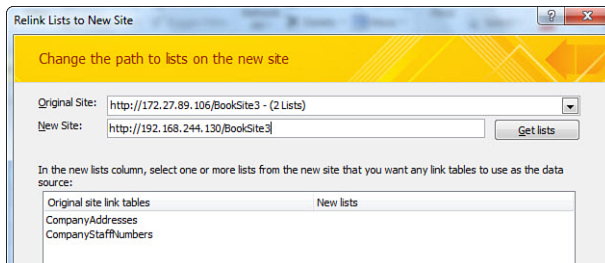 Relink Lists to New Site
Change the path to lists on the new site
Original Site: http://172.27.89.106/BookSite3 - (2 Lists)
New Site: http://192.168.244.130/BookSite3 Get lists
In the new lists column, select one or more lists from the new site that you want any link tables to use as the data
source:
Original site link tables New lists
CompanyAddresses
CompanyStaffNumbers